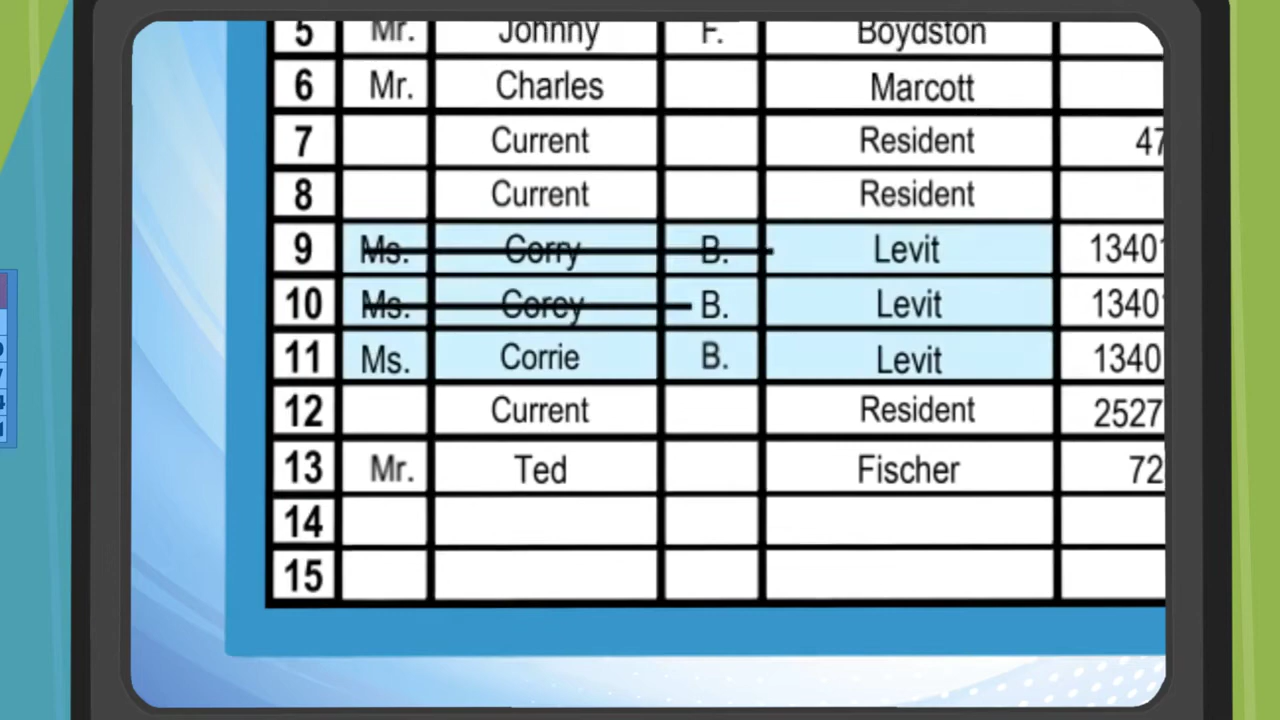 5 Mr. Johnny F. Boydston
6 Mr. Charles Marcott
7 Current Resident 47
8 Current Resident
9 Ms. Corry B. Levit 1340
10 Ms. Corey B. Levit 1340
11 Ms. Corrie B. Levit 1340
12 Current Resident 2527
13 Mr. Ted Fischer 72
14
15